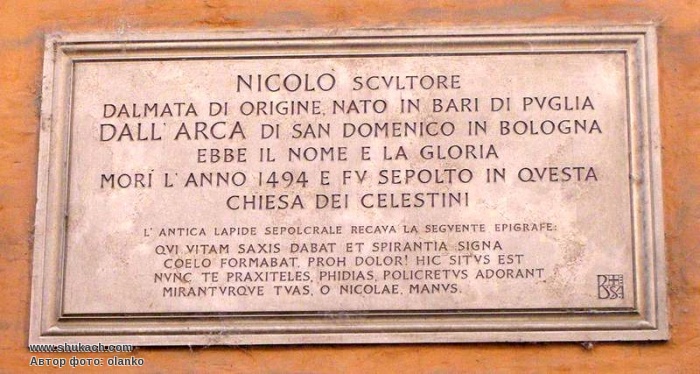 NICOLÒ SCVLTORE
DALMATA DI ORIGINE, NATO IN BARI DI PVGLIA
DALL'ARCA DI SAN DOMENICO IN BOLOGNA
EBBE IL NOME E LA GLORIA
MORÍ L'ANNO 1494 E FV SEPOLTO IN QVESTA
CHIESA DEI CELESTINI
L'ANTICA LAPIDE SEPOLCRALE RECAVA LA SEGVENTE EPIGRAFE:
QVI VITAM SAXIS DABAT ET SPIRANTIA SIGNA
COELO FORMABAT, PROH DOLOR! HIC SITVS EST
NVNC TE PRAXITELES, PHIDIAS, POLICRETVS ADORANT
MIRANTVRQVE TVAS, O NICOLAE, MANVS.
www.shukach.com
Автор фото: olanko